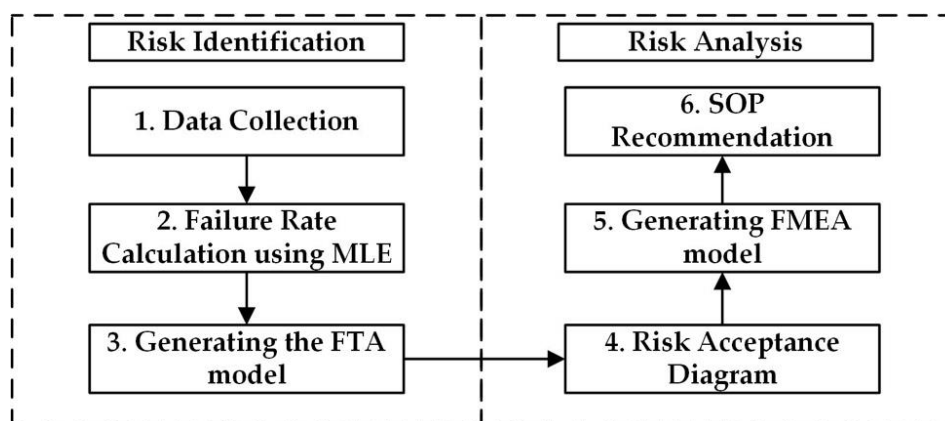 Risk Identification
1. Data Collection
2. Failure Rate
Calculation using MLE
3. Generating the FTA
model
Risk Analysis
6. SOP
Recommendation
5. Generating FMEA
model
4. Risk Acceptance
Diagram